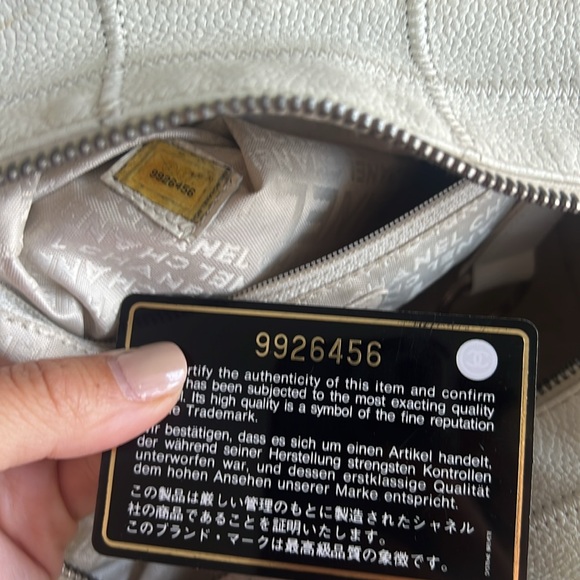 9926456
CHANEL
9926456
rtify the authenticity of this item and confirm
has been subjected to the most exacting quality
Its high quality is a symbol of the fine reputation
Trademark.
bestätigen, dass es sich um einen Artikel handelt,
der während seiner Herstellung strengsten Kontrollen
unterworfen war, und dessen erstklassige Qualität
dem hohen Ansehen unserer Marke entspricht.
この製品は厳しい管理のもとに製造されたシャネル
社の商品であることを証明いたします。
このブランド・マークは最高級品質の象徴です。